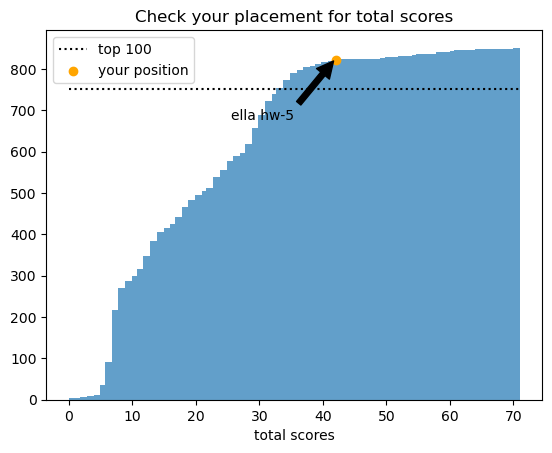 Check your placement for total scores
top 100
your position
800
700
ella hw-5
600
500
400
300
200
100
0
0 10 20 30 40 50 60 70
total scores